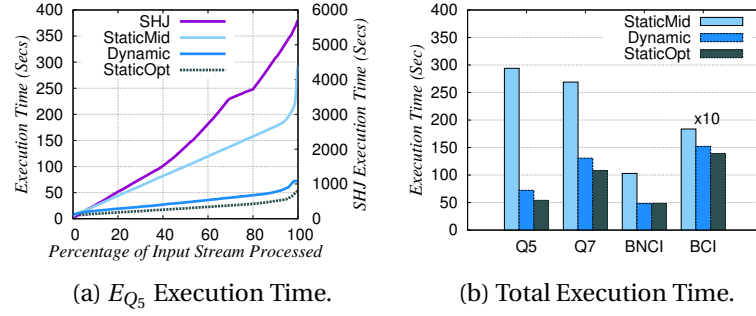 SHJ
StaticMid
Dynamic
StaticOpt
Execution Time (Secs)
400
350
300
250
200
150
100
50
0
6000
5000
4000
3000
2000
1000
0
SHJ Execution Time (Secs)
0 20 40 60 80 100
Percentage of Input Stream Processed
(a) E_{Q5} Execution Time.
StaticMid
Dynamic
StaticOpt
Execution Time (Sec)
400
350
300
250
200
150
100
50
0
x10
Q5 Q7 BNCI BCI
(b) Total Execution Time.